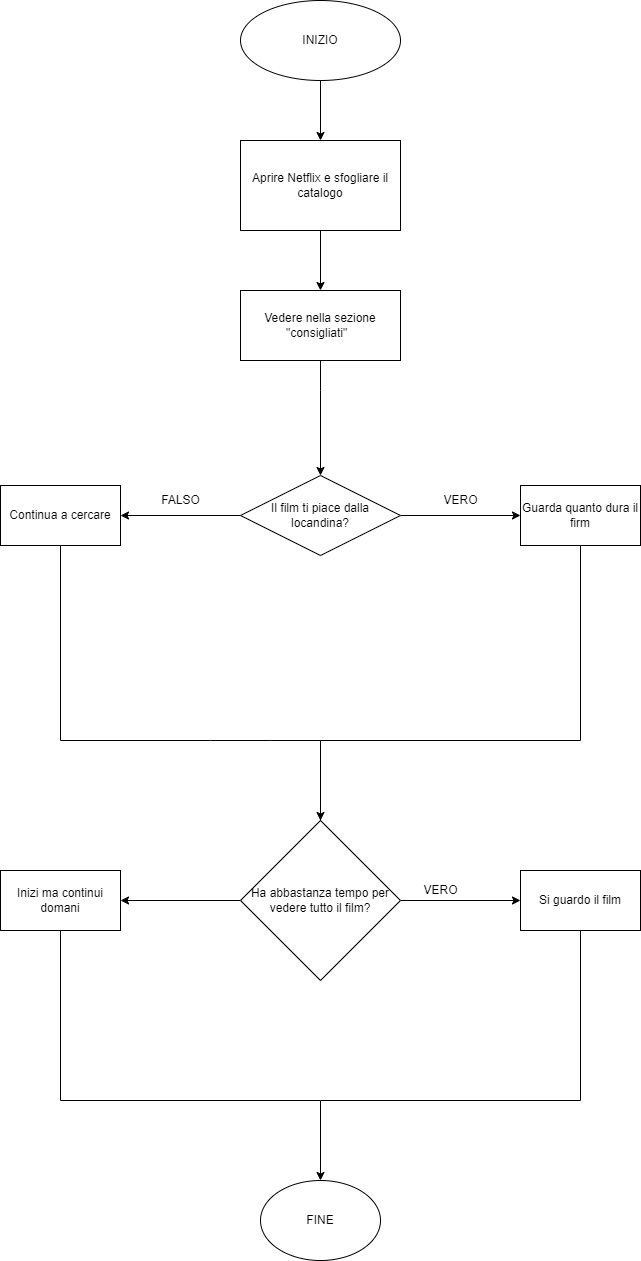 INIZIO
Aprire Netflix e sfogliare il
catalogo
Vedere nella sezione
"consigliati"
FALSO
VERO
Continua a cercare
Il film ti piace dalla
locandina?
Guarda quanto dura il
firm
Inizi ma continui
domani
Ha abbastanza tempo per
vedere tutto il film?
VERO
Si guardo il film
FINE